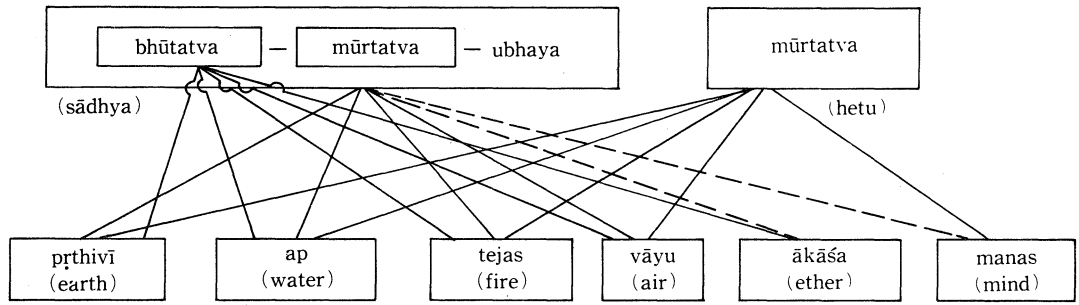 bhūtatva — mūrtatva — ubhaya
mūrtatva
(sādhya)
(hetu)
pṛthivī
(earth)
ap
(water)
tejas
(fire)
vāyu
(air)
ākāśa
(ether)
manas
(mind)